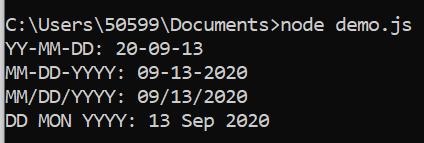 C:\Users\50599\Documents>node demo.js
YY-MM-DD: 20-09-13
MM-DD-YYYY: 09-13-2020
MM/DD/YYYY: 09/13/2020
DD MON YYYY: 13 Sep 2020